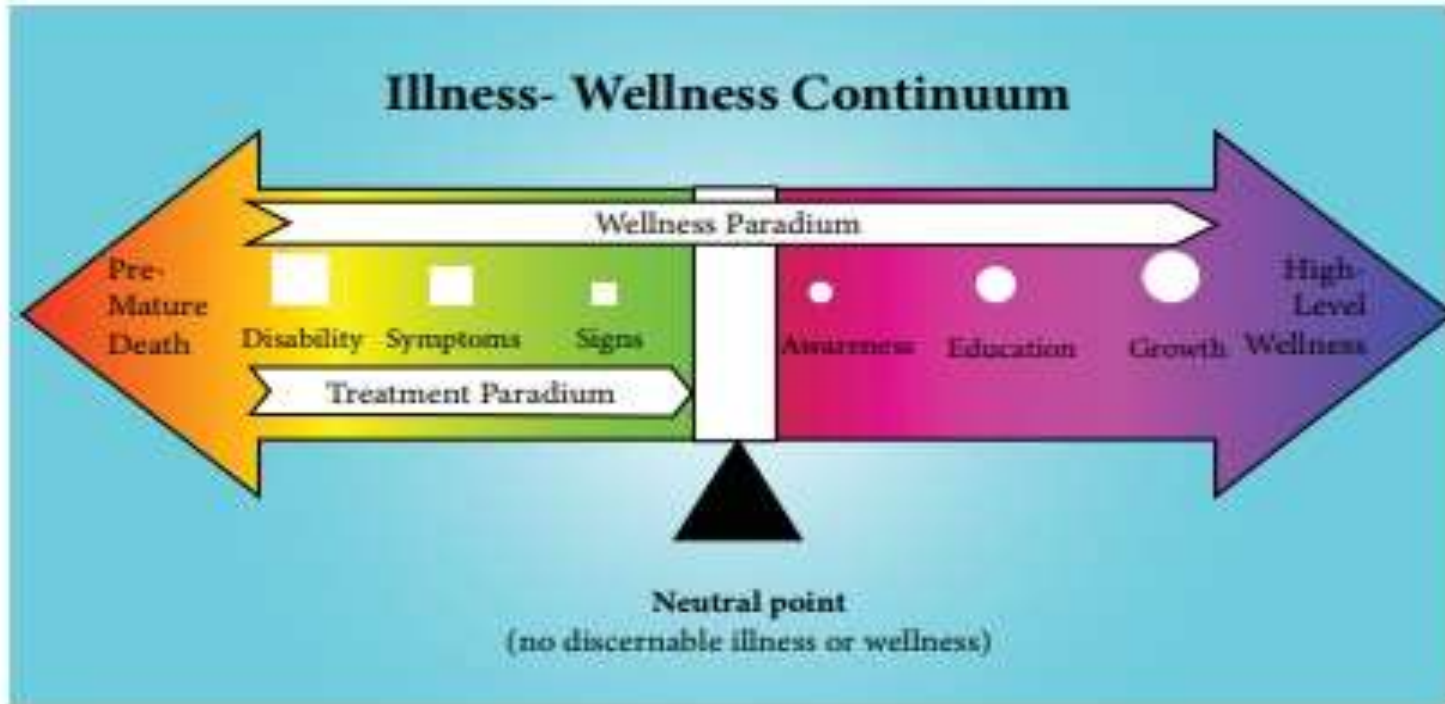 Illness- Wellness Continuum
Wellness Paradium
Pre-
Mature
Death
Disability
Symptoms
Signs
Awareness
Education
Growth
High-
Level
Wellness
Treatment Paradium
Neutral point
(no discernable illness or wellness)